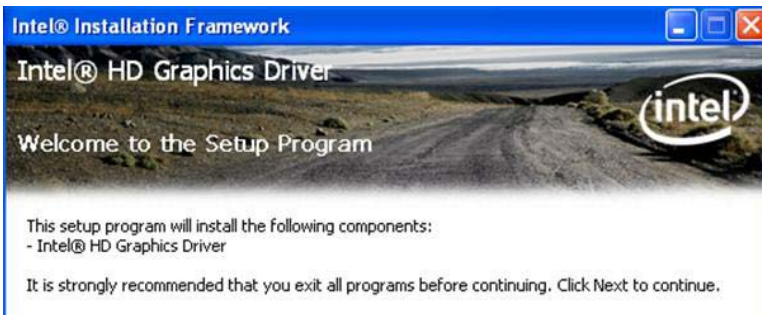 Intel® Installation Framework
Intel® HD Graphics Driver
intel
Welcome to the Setup Program
This setup program will install the following components:
- Intel® HD Graphics Driver
It is strongly recommended that you exit all programs before continuing. Click Next to continue.